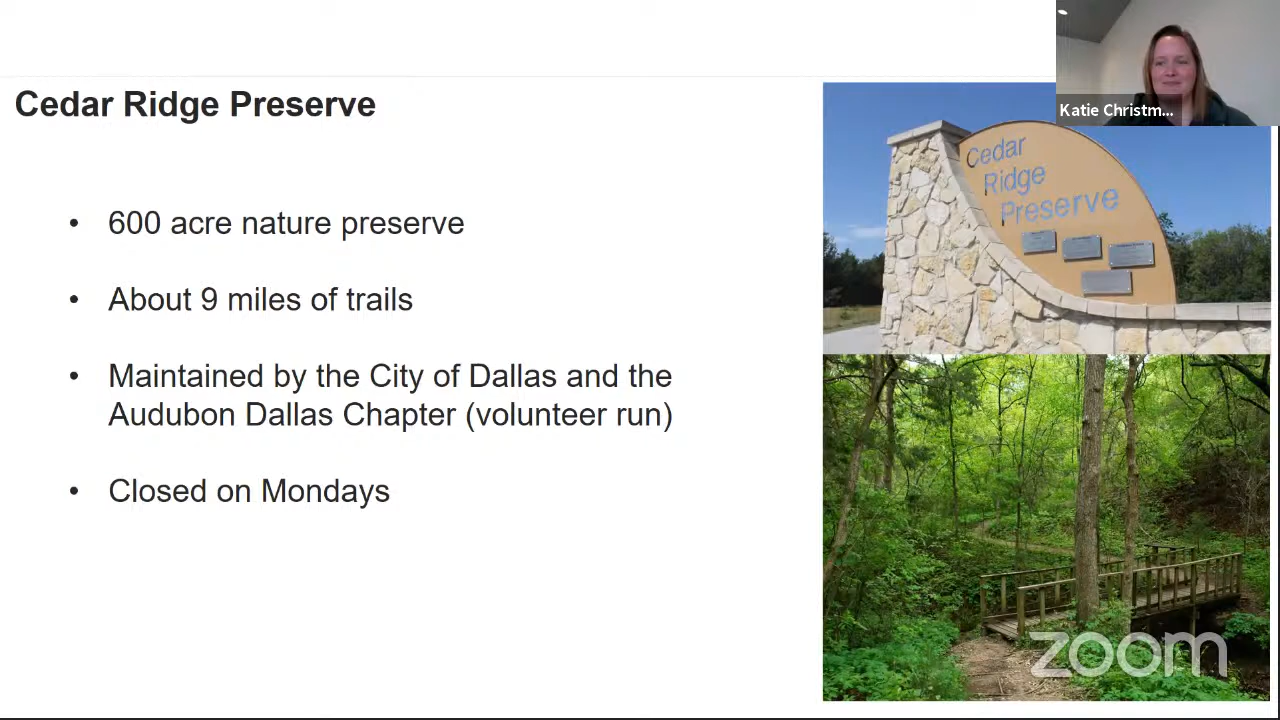 Cedar Ridge Preserve
Katie Christm...
Cedar
Ridge
Preserve
• 600 acre nature preserve
• About 9 miles of trails
• Maintained by the City of Dallas and the
Audubon Dallas Chapter (volunteer run)
• Closed on Mondays
zoom